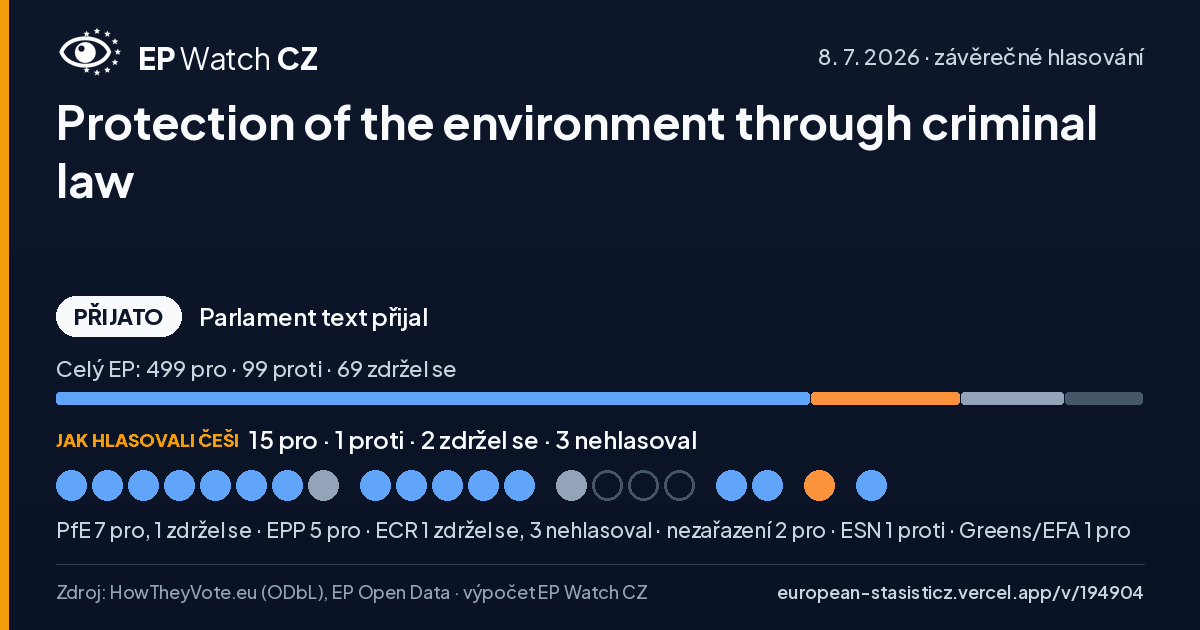 EP Watch CZ
8. 7. 2026 · závěrečné hlasování
Protection of the environment through criminal
law
PŘIJATO
Parlament text přijal
Celý EP: 499 pro · 99 proti · 69 zdržel se
JAK HLASOVALI ČEŠI 15 pro · 1 proti · 2 zdržel se · 3 nehlasoval
PfE 7 pro, 1 zdržel se · EPP 5 pro · ECR 1 zdržel se, 3 nehlasoval · nezařazení 2 pro · ESN 1 proti · Greens/EFA 1 pro
Zdroj: HowTheyVote.eu (ODbL), EP Open Data · výpočet EP Watch CZ
european-stasisticz.vercel.app/v/194904